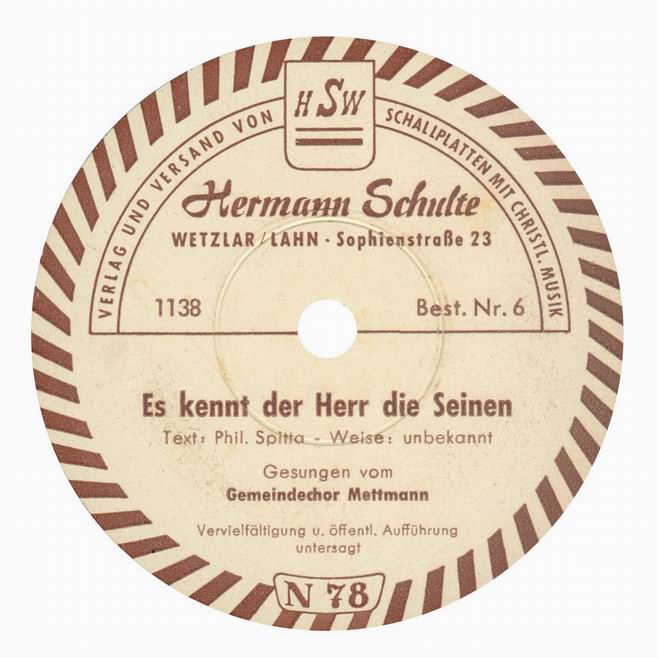 HSW
VERLAG UND VERSAND VON SCHALLPLATTEN MIT CHRISTL. MUSIK
Hermann Schulte
WETZLAR/LAHN · Sophienstraße 23
1138
Best. Nr. 6
Es kennt der Herr die Seinen
Text: Phil. Spitta - Weise: unbekannt
Gesungen vom
Gemeindechor Mettmann
Vervielfältigung u. öffentl. Aufführung
untersagt
N 78